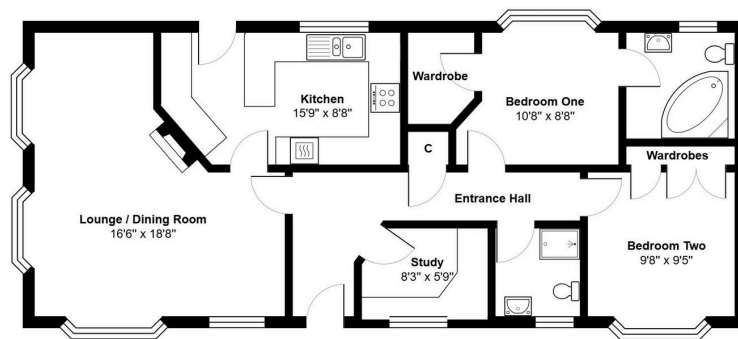 Kitchen
15'9" x 8'8"
Wardrobe
Bedroom One
10'8" x 8'8"
C
Wardrobes
Entrance Hall
Lounge / Dining Room
16'6" x 18'8"
Study
8'3" x 5'9"
Bedroom Two
9'8" x 9'5"